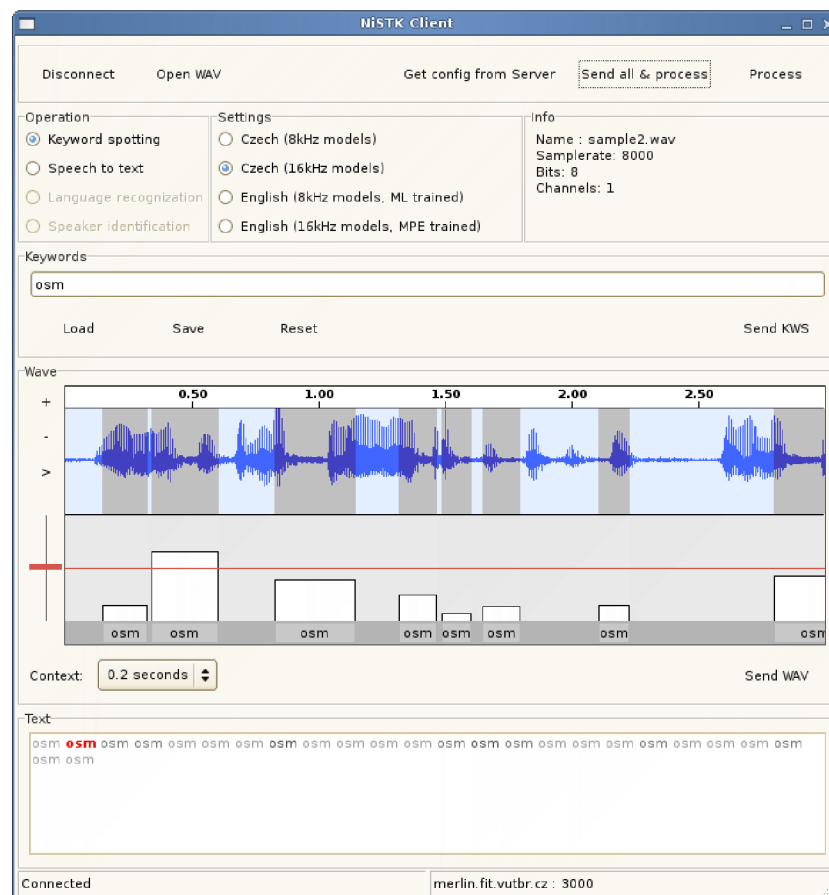 NiSTK Client
Disconnect Open WAV Get config from Server Send all & process Process
Operation Settings Info
Keyword spotting
Speech to text
Language recognization
Speaker identification
Czech (8kHz models)
Czech (16kHz models)
English (8kHz models, ML trained)
English (16kHz models, MPE trained)
Name : sample2.wav
Samplerate: 8000
Bits: 8
Channels: 1
Keywords
osm
Load Save Reset Send KWS
Wave
+ 0.50 1.00 1.50 2.00 2.50
-
>
osm osm osm osm osm osm osm osm
Context: 0.2 seconds Send WAV
Text
osm osm osm osm osm osm osm osm osm osm osm osm osm osm osm osm osm osm osm osm osm osm osm
osm osm
Connected merlin.fit.vutbr.cz : 3000